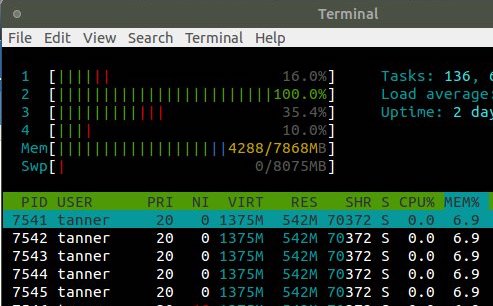 Terminal
File Edit View Search Terminal Help
1 [|||||| 16.0%] Tasks: 136, 6
2 [||||||||||||||||||||||||100.0%] Load average:
3 [|||||||||||| 35.4%] Uptime: 2 day
4 [|||| 10.0%]
Mem[|||||||||||||||||||4288/7868MB]
Swp[| 0/8075MB]
PID USER PRI NI VIRT RES SHR S CPU% MEM%
7541 tanner 20 0 1375M 542M 70372 S 0.0 6.9
7542 tanner 20 0 1375M 542M 70372 S 0.0 6.9
7543 tanner 20 0 1375M 542M 70372 S 0.0 6.9
7544 tanner 20 0 1375M 542M 70372 S 0.0 6.9
7545 tanner 20 0 1375M 542M 70372 S 0.0 6.9